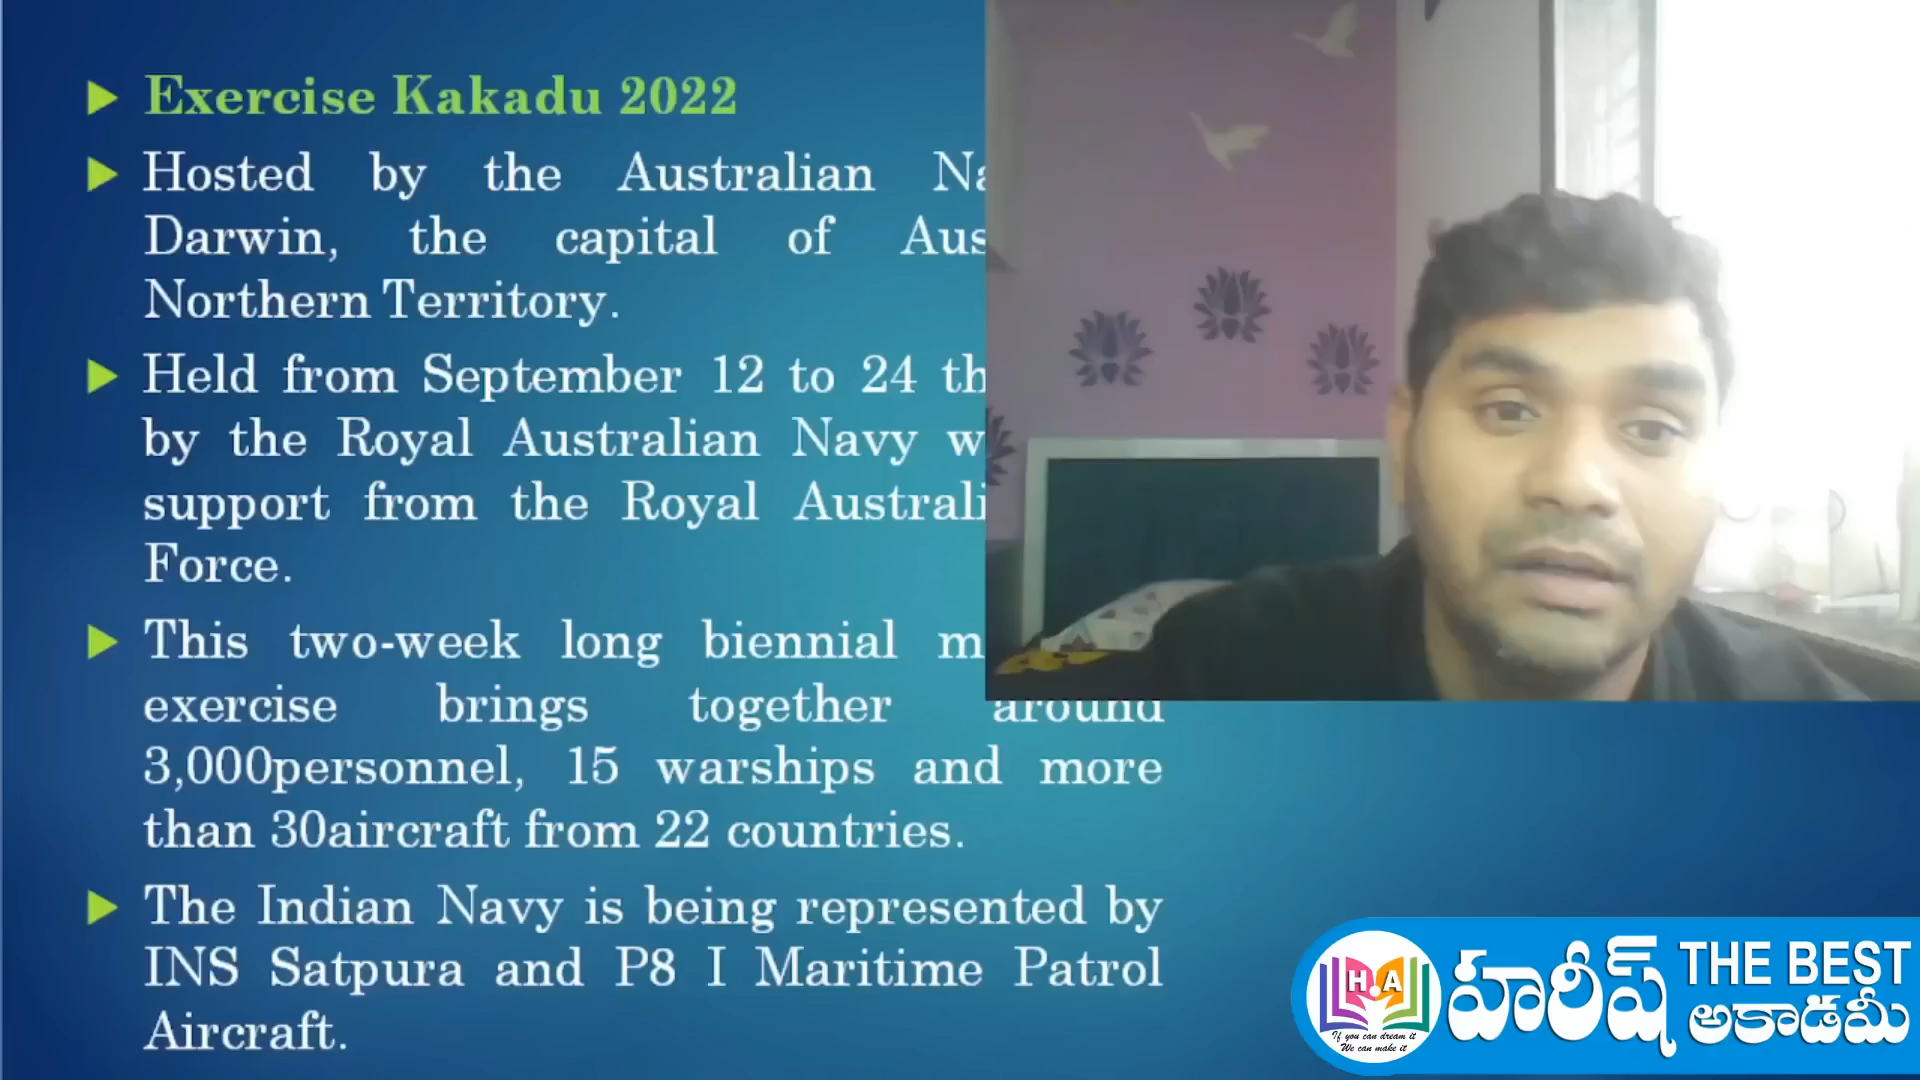 Exercise Kakadu 2022
Hosted by the Australian
Darwin, the capital of
Northern Territory.
Held from September 12 to 24
by the Royal Australian Navy
support from the Royal
Force.
This two-week long biennial
exercise brings together around
3,000personnel, 15 warships and more
than 30aircraft from 22 countries.
The Indian Navy is being represented by
INS Satpura and P8 I Maritime Patrol
Aircraft.
H.A
If you can dream it
We can make it
హరీష్
THE BEST
అకాడమీ